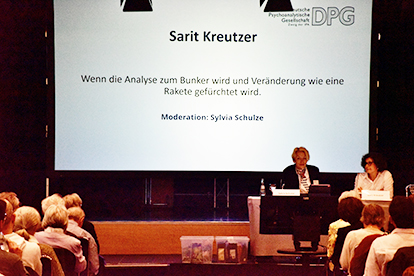 Deutsche
Psychoanalytische
Gesellschaft
DPG
Sarit Kreutzer
Wenn die Analyse zum Bunker wird und Veränderung wie eine
Rakete gefürchtet wird.
Moderation: Sylvia Schulze